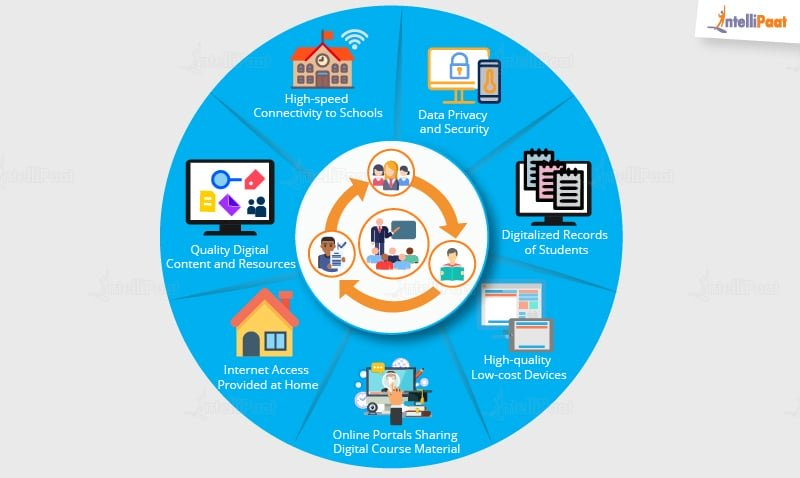 intelliPaat
High-speed
Connectivity to Schools
Data Privacy
and Security
Digitalized Records
of Students
High-quality
Low-cost Devices
Online Portals Sharing
Digital Course Material
Internet Access
Provided at Home
Quality Digital
Content and Resources